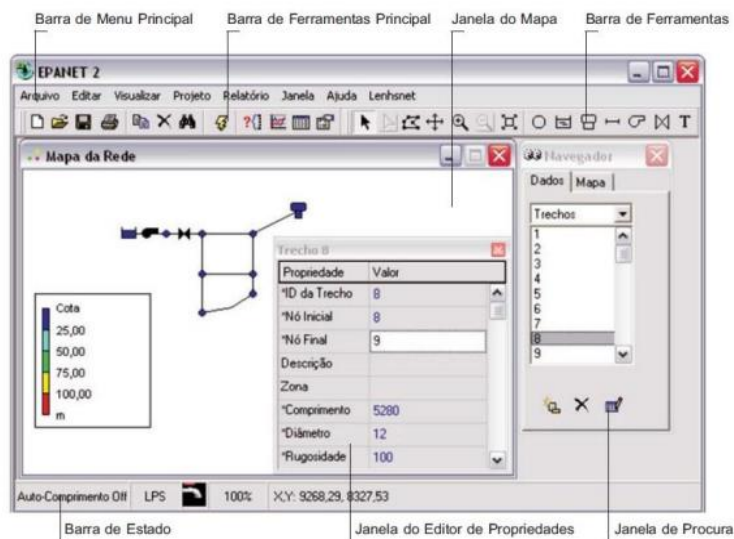 Barra de Menu Principal
Barra de Ferramentas Principal
Janela do Mapa
Barra de Ferramentas
EPANET 2
Arquivo Editar Visualizar Projeto Relatório Janela Ajuda Lenhsnet
T
Mapa da Rede
Navegador
Dados Mapa
Trechos
1
2
3
4
5
6
7
8
9
Trecho 8
Propriedade Valor
*ID da Trecho 8
*Nó Inicial 8
*Nó Final 9
Descrição
Zona
*Comprimento 5280
*Diâmetro 12
*Rugosidade 100
Cota
25,00
50,00
75,00
100,00
m
Auto-Comprimento Off LPS 100% X,Y: 9268,29, 8327,53
Barra de Estado
Janela do Editor de Propriedades
Janela de Procura